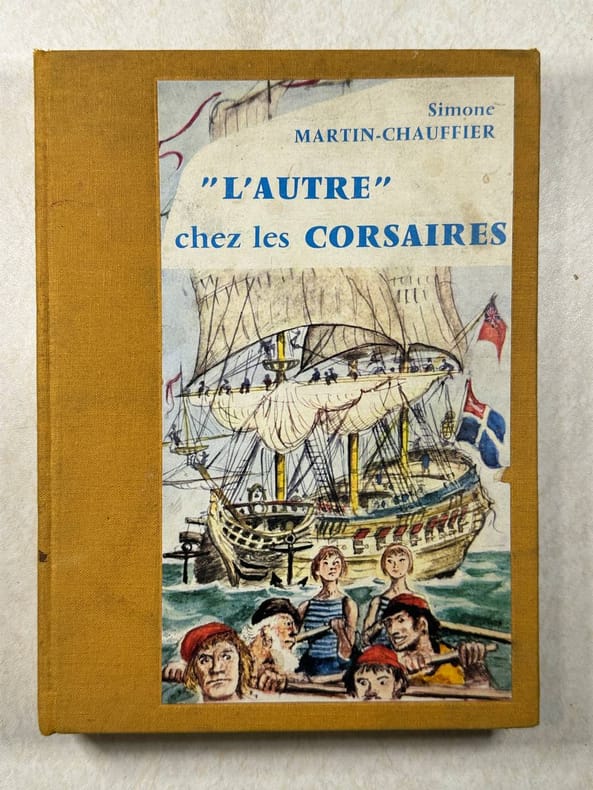 Simone
MARTIN-CHAUFFIER
"L'AUTRE"
chez les CORSAIRES